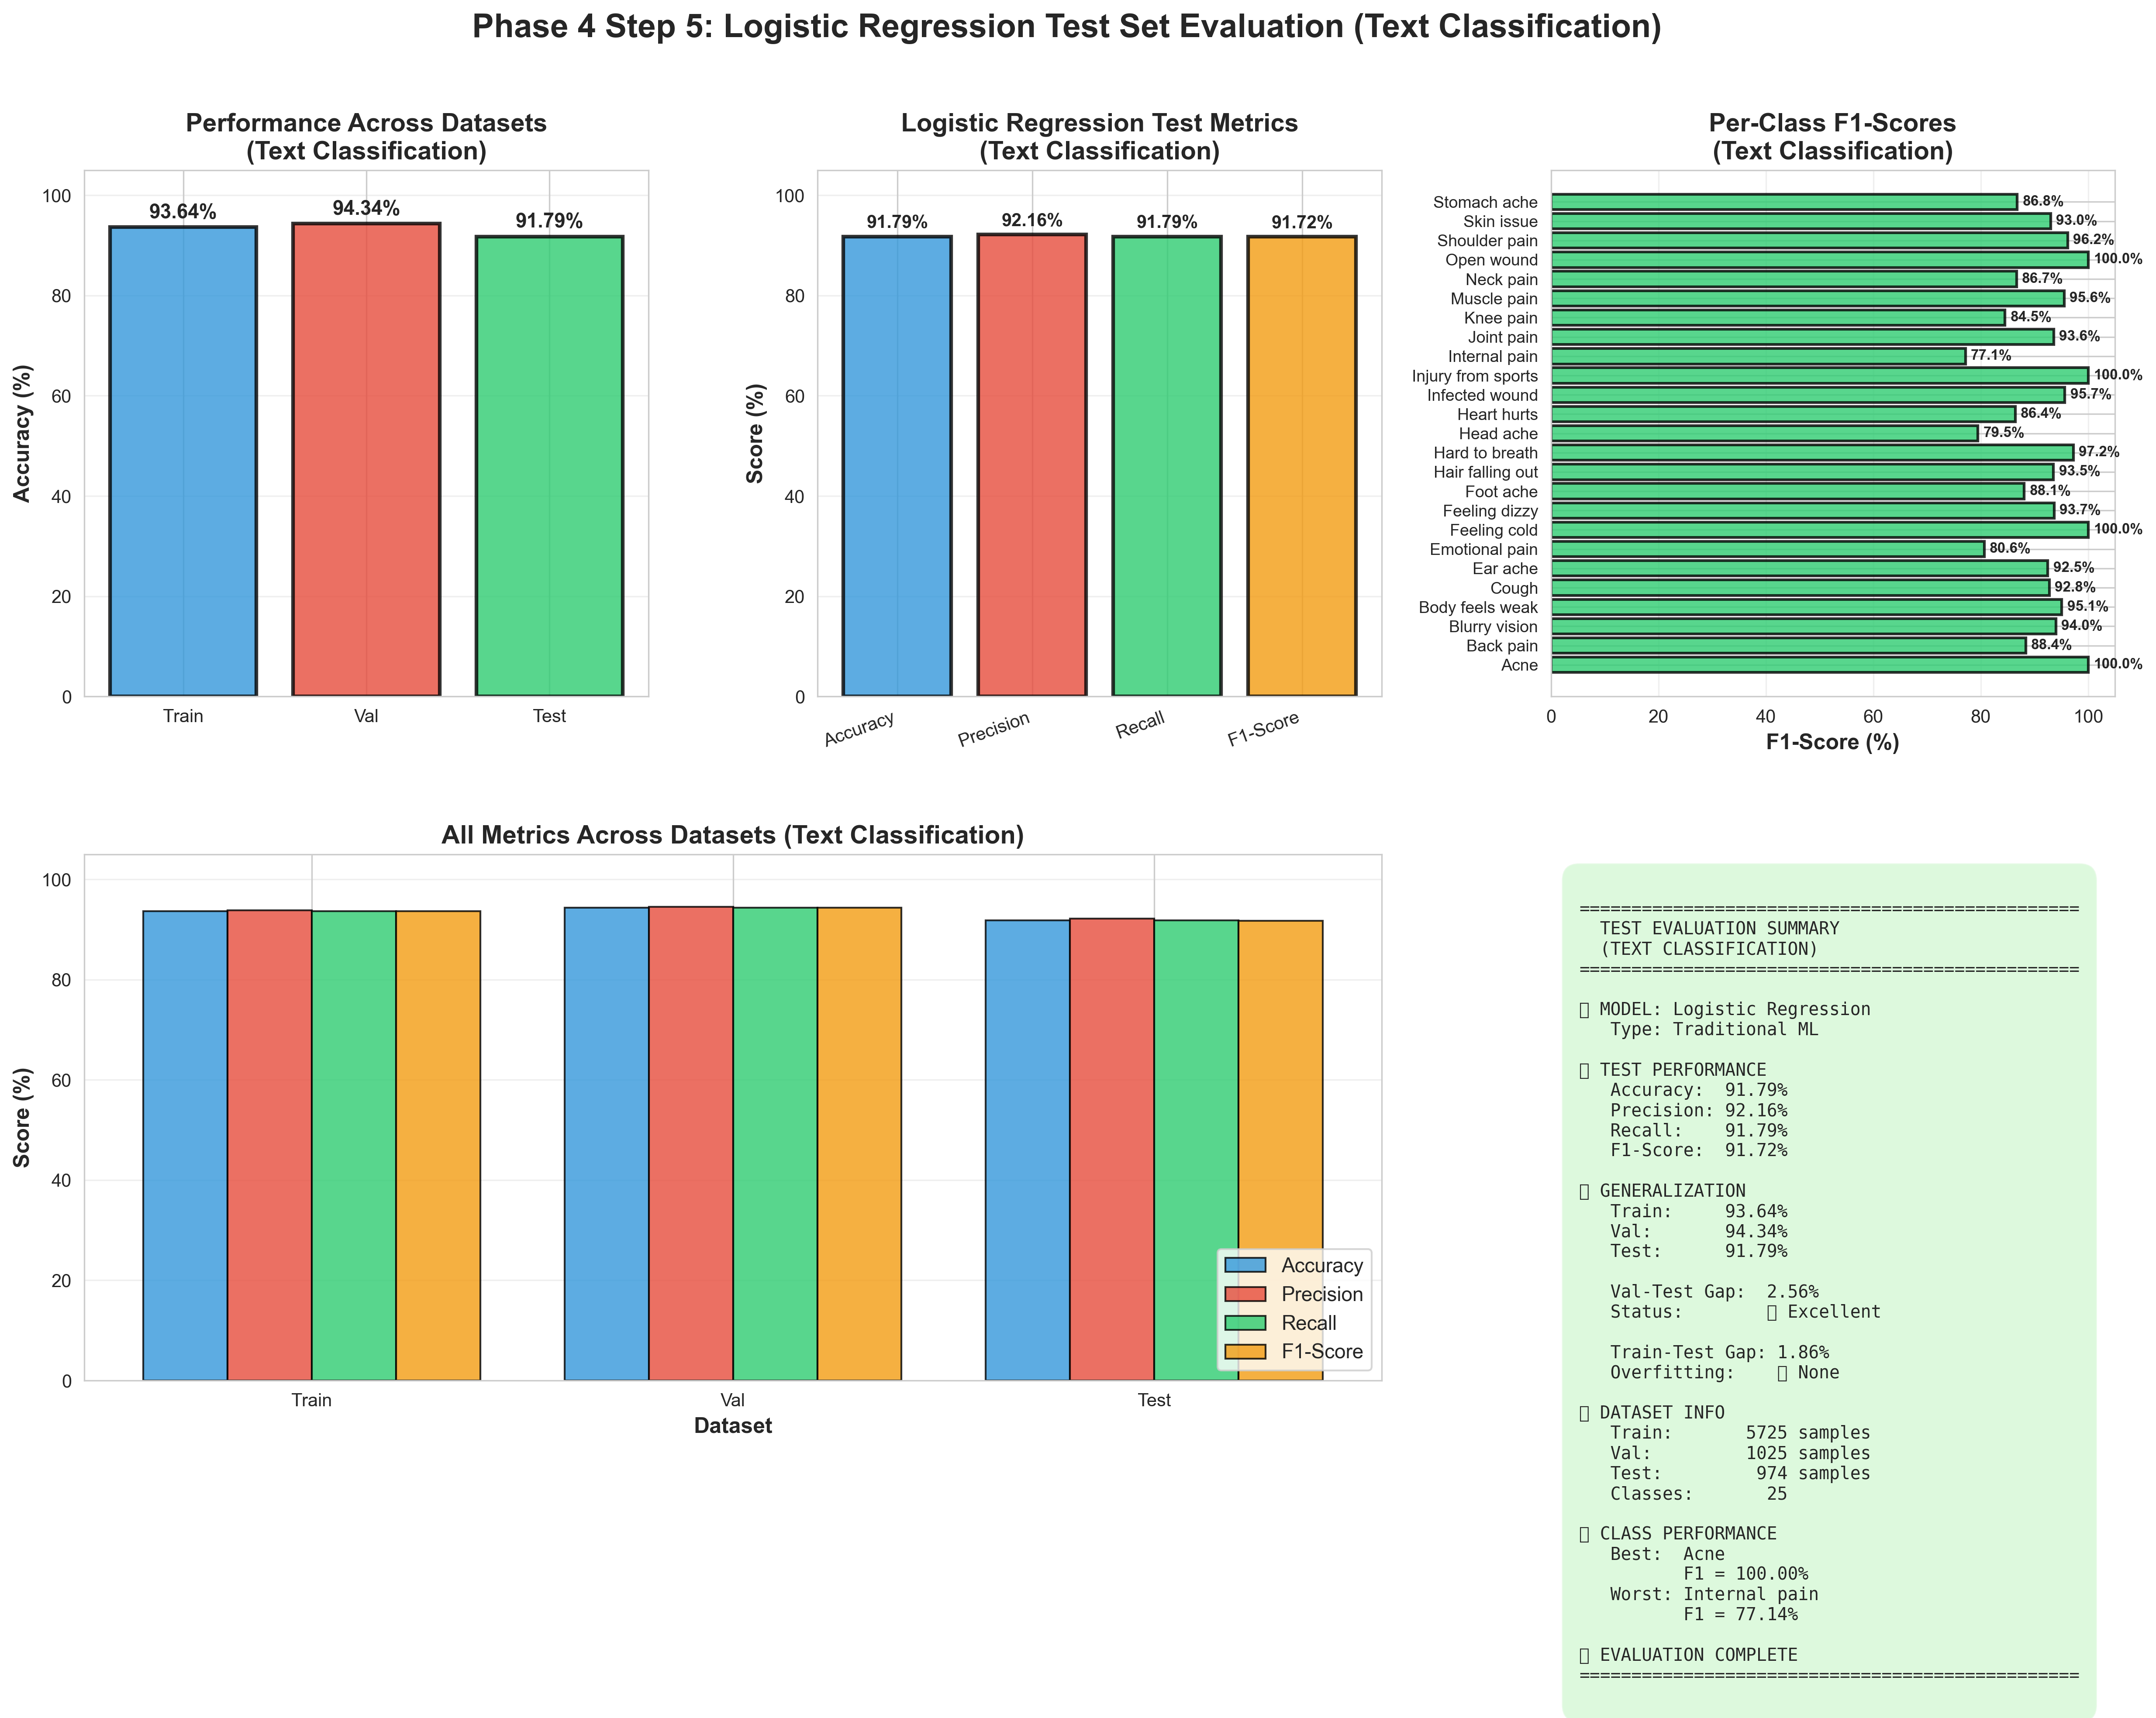 Phase 4 Step 5: Logistic Regression Test Set Evaluation (Text Classification)
Performance Across Datasets
(Text Classification)
Accuracy (%)
100
80
60
40
20
0
93.64%
94.34%
91.79%
Train
Val
Test
Logistic Regression Test Metrics
(Text Classification)
Score (%)
100
80
60
40
20
0
91.79%
92.16%
91.79%
91.72%
Accuracy
Precision
Recall
F1-Score
Per-Class F1-Scores
(Text Classification)
Stomach ache 86.8%
Skin issue 93.0%
Shoulder pain 96.2%
Open wound 100.0%
Neck pain 86.7%
Muscle pain 95.6%
Knee pain 84.5%
Joint pain 93.6%
Internal pain 77.1%
Injury from sports 100.0%
Infected wound 95.7%
Heart hurts 86.4%
Head ache 79.5%
Hard to breath 97.2%
Hair falling out 93.5%
Foot ache 88.1%
Feeling dizzy 93.7%
Feeling cold 100.0%
Emotional pain 80.6%
Ear ache 92.5%
Cough 92.8%
Body feels weak 95.1%
Blurry vision 94.0%
Back pain 88.4%
Acne 100.0%
0 20 40 60 80 100
F1-Score (%)
All Metrics Across Datasets (Text Classification)
Score (%)
100
80
60
40
20
0
Train
Val
Test
Dataset
Accuracy
Precision
Recall
F1-Score
================================================
TEST EVALUATION SUMMARY
(TEXT CLASSIFICATION)
================================================
MODEL: Logistic Regression
Type: Traditional ML
TEST PERFORMANCE
Accuracy: 91.79%
Precision: 92.16%
Recall: 91.79%
F1-Score: 91.72%
GENERALIZATION
Train: 93.64%
Val: 94.34%
Test: 91.79%
Val-Test Gap: 2.56%
Status: Excellent
Train-Test Gap: 1.86%
Overfitting: None
DATASET INFO
Train: 5725 samples
Val: 1025 samples
Test: 974 samples
Classes: 25
CLASS PERFORMANCE
Best: Acne
F1 = 100.00%
Worst: Internal pain
F1 = 77.14%
EVALUATION COMPLETE
================================================